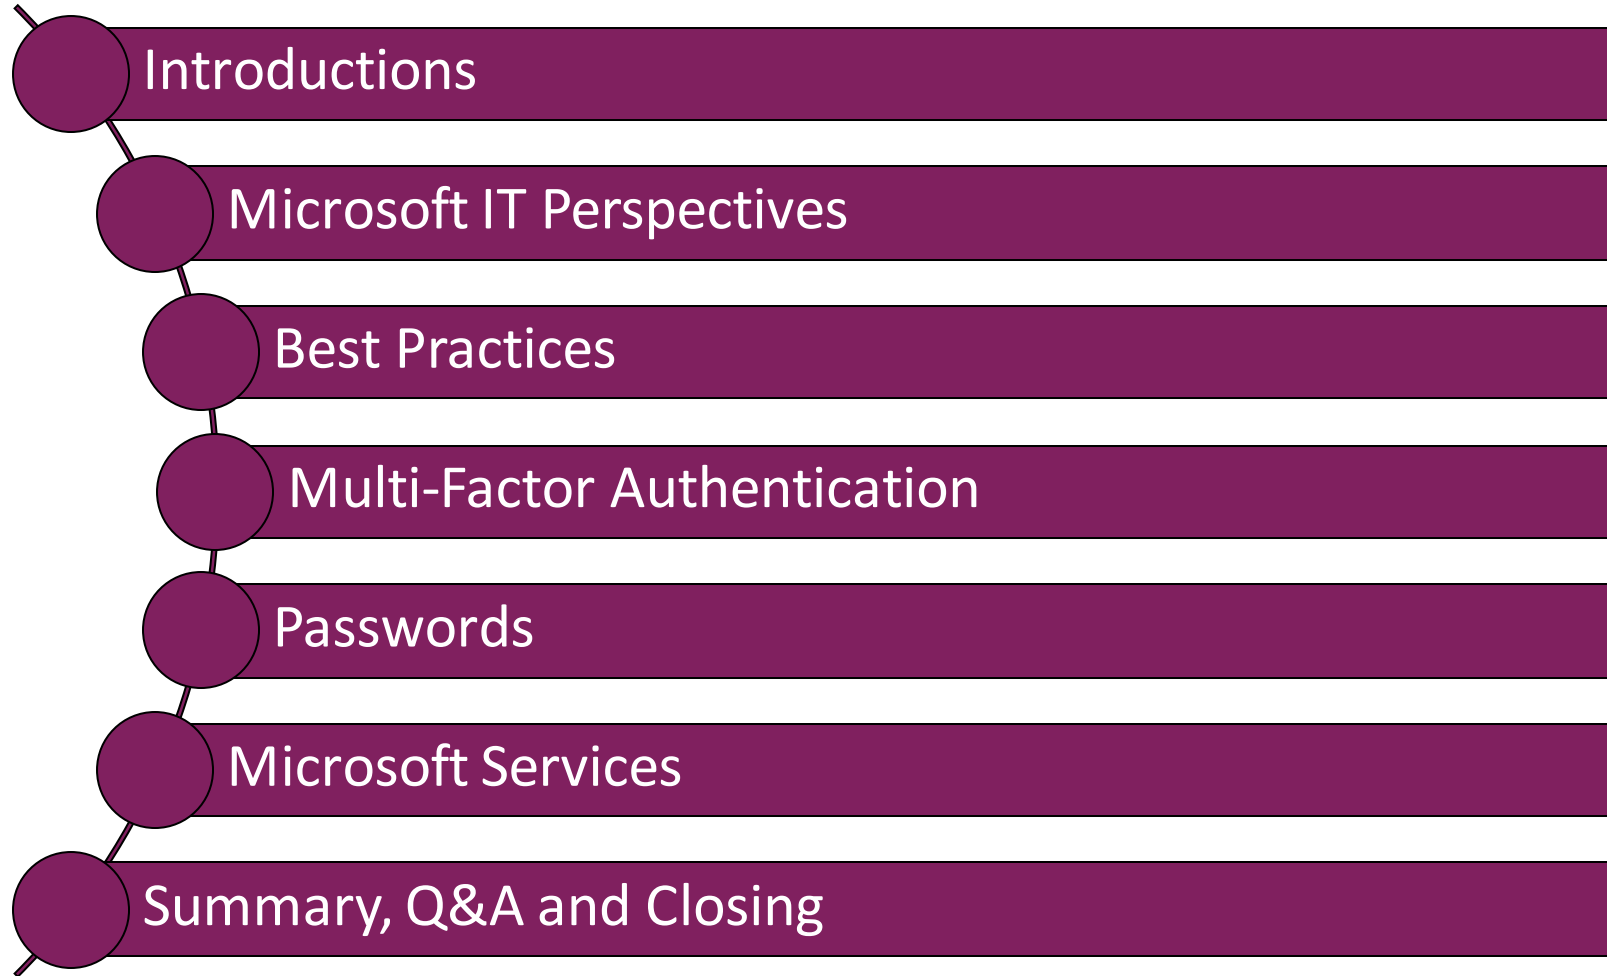 Introductions
Microsoft IT Perspectives
Best Practices
Multi-Factor Authentication
Passwords
Microsoft Services
Summary, Q&A and Closing